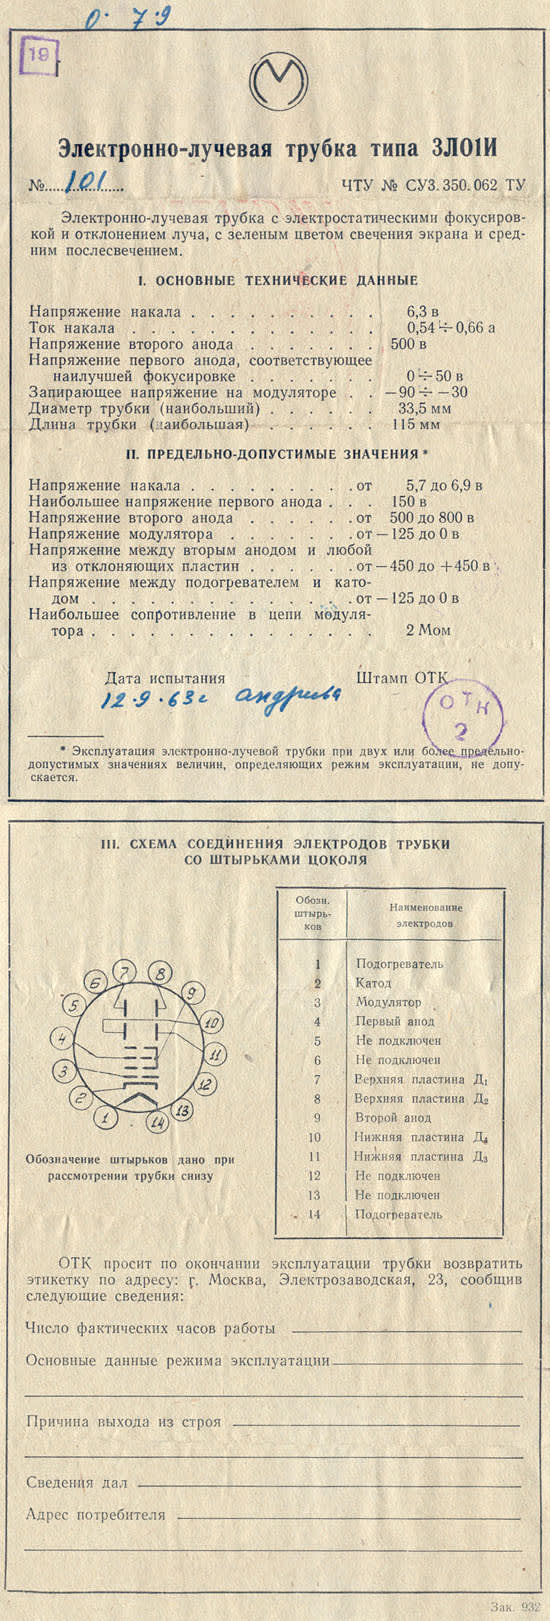 0. 7.9
19
М
Электронно-лучевая трубка типа 3ЛО1И
№....101......
ЧТУ № СУ3.350.062 ТУ
Электронно-лучевая трубка с электростатическими фокусиров-
кой и отклонением луча, с зеленым цветом свечения экрана и сред-
ним послесвечением.
I. ОСНОВНЫЕ ТЕХНИЧЕСКИЕ ДАННЫЕ
Напряжение накала . . . . . . . . . . 6,3 в
Ток накала . . . . . . . . . . . . . 0,54÷0,66 а
Напряжение второго анода . . . . . . . 500 в
Напряжение первого анода, соответствующее
наилучшей фокусировке . . . . . . . 0÷50 в
Запирающее напряжение на модуляторе . . —90÷—30
Диаметр трубки (наибольший) . . . . . . 33,5 мм
Длина трубки (наибольшая) . . . . . . 115 мм
II. ПРЕДЕЛЬНО-ДОПУСТИМЫЕ ЗНАЧЕНИЯ*
Напряжение накала . . . . . . . . . от 5,7 до 6,9 в
Наибольшее напряжение первого анода . . . 150 в
Напряжение второго анода . . . . . . от 500 до 800 в
Напряжение модулятора . . . . . . . от —125 до 0 в
Напряжение между вторым анодом и любой
из отклоняющих пластин . . . . . . от —450 до +450 в
Напряжение между подогревателем и като-
дом . . . . . . . . . . . . . . от —125 до 0 в
Наибольшее сопротивление в цепи модуля-
тора . . . . . . . . . . . . . . . 2 Мом
Дата испытания Штамп ОТК
12.9.63г
ОТК
2
* Эксплуатация электронно-лучевой трубки при двух или более предельно-
допустимых значениях величин, определяющих режим эксплуатации, не допу-
скается.
III. СХЕМА СОЕДИНЕНИЯ ЭЛЕКТРОДОВ ТРУБКИ
СО ШТЫРЬКАМИ ЦОКОЛЯ
1
2
3
4
5
6
7
8
9
10
11
12
13
14
Обозначение штырьков дано при
рассмотрении трубки снизу
Обозн.
штырь-
ков
Наименование
электродов
1 Подогреватель
2 Катод
3 Модулятор
4 Первый анод
5 Не подключен
6 Не подключен
7 Верхняя пластина Д₁
8 Верхняя пластина Д₂
9 Второй анод
10 Нижняя пластина Д₄
11 Нижняя пластина Д₃
12 Не подключен
13 Не подключен
14 Подогреватель
ОТК просит по окончании эксплуатации трубки возвратить
этикетку по адресу: г. Москва, Электрозаводская, 23, сообщив
следующие сведения:
Число фактических часов работы
Основные данные режима эксплуатации
Причина выхода из строя
Сведения дал
Адрес потребителя
Зак. 932